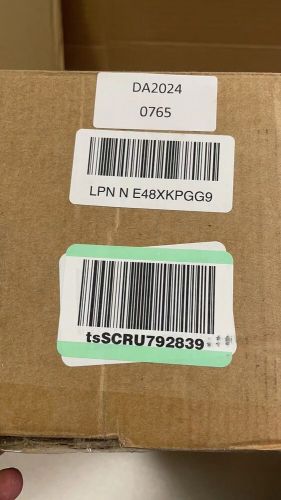 DA2024
0765
LPN N E48XKPGG9
tsSCRU792839